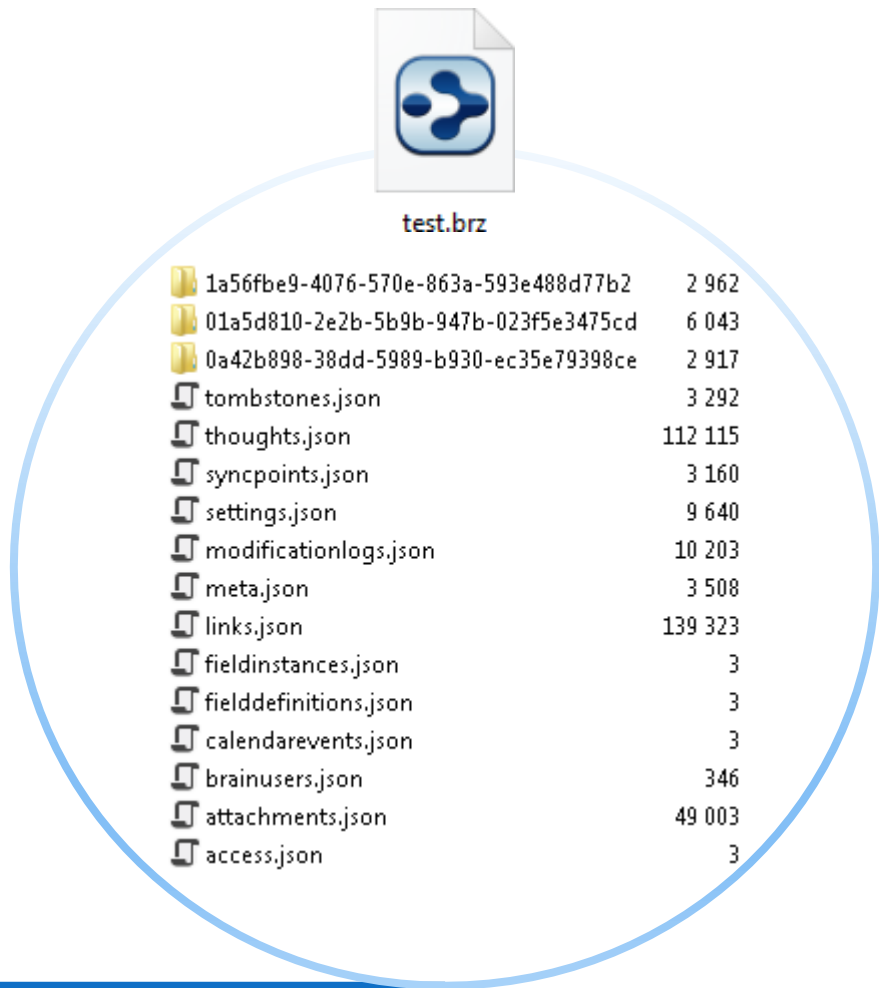 test.brz
1a56fbe9-4076-570e-863a-593e488d77b2 2 962
01a5d810-2e2b-5b9b-947b-023f5e3475cd 6 043
0a42b898-38dd-5989-b930-ec35e79398ce 2 917
tombstones.json 3 292
thoughts.json 112 115
syncpoints.json 3 160
settings.json 9 640
modificationlogs.json 10 203
meta.json 3 508
links.json 139 323
fieldinstances.json 3
fielddefinitions.json 3
calendarevents.json 3
brainusers.json 346
attachments.json 49 003
access.json 3